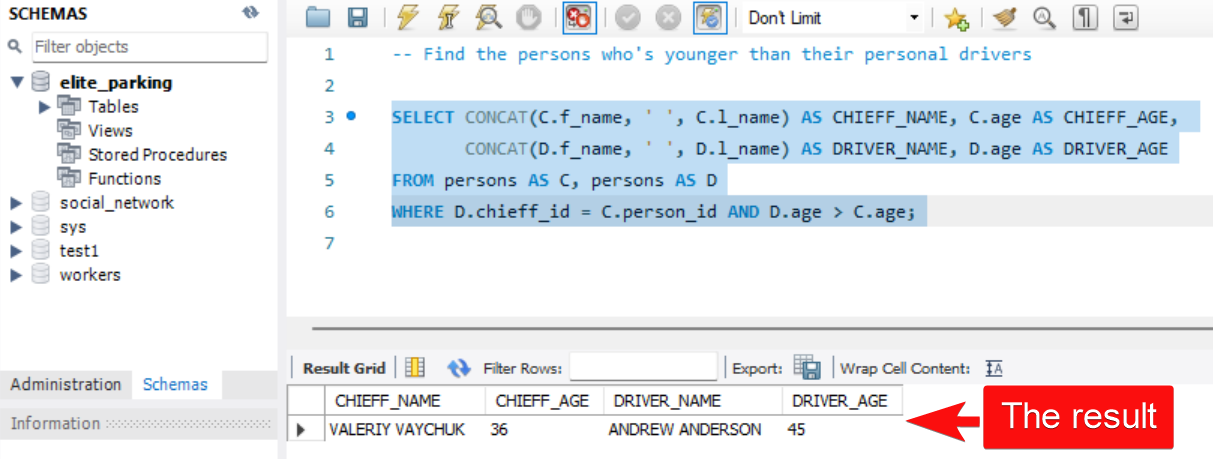 SCHEMAS
Filter objects
elite_parking
Tables
Views
Stored Procedures
Functions
social_network
sys
test1
workers
Administration Schemas
Information
Don't Limit
1 -- Find the persons who's younger than their personal drivers
2
3 SELECT CONCAT(C.f_name, ' ', C.l_name) AS CHIEFF_NAME, C.age AS CHIEFF_AGE,
4 CONCAT(D.f_name, ' ', D.l_name) AS DRIVER_NAME, D.age AS DRIVER_AGE
5 FROM persons AS C, persons AS D
6 WHERE D.chieff_id = C.person_id AND D.age > C.age;
7
Result Grid Filter Rows: Export: Wrap Cell Content: IA
CHIEFF_NAME CHIEFF_AGE DRIVER_NAME DRIVER_AGE
VALERIY VAYCHUK 36 ANDREW ANDERSON 45
The result